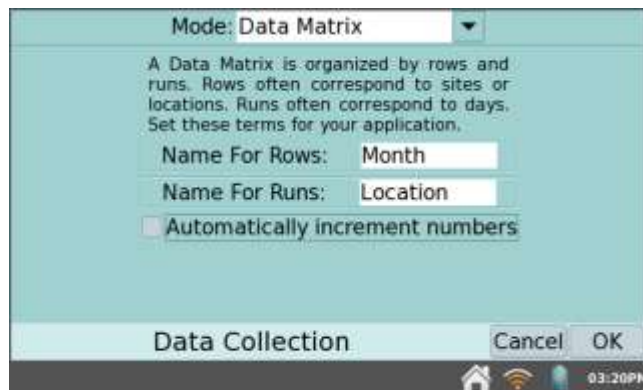 Mode: Data Matrix
A Data Matrix is organized by rows and
runs. Rows often correspond to sites or
locations. Runs often correspond to days.
Set these terms for your application.
Name For Rows: Month
Name For Runs: Location
Automatically increment numbers
Data Collection Cancel OK
03:20PM